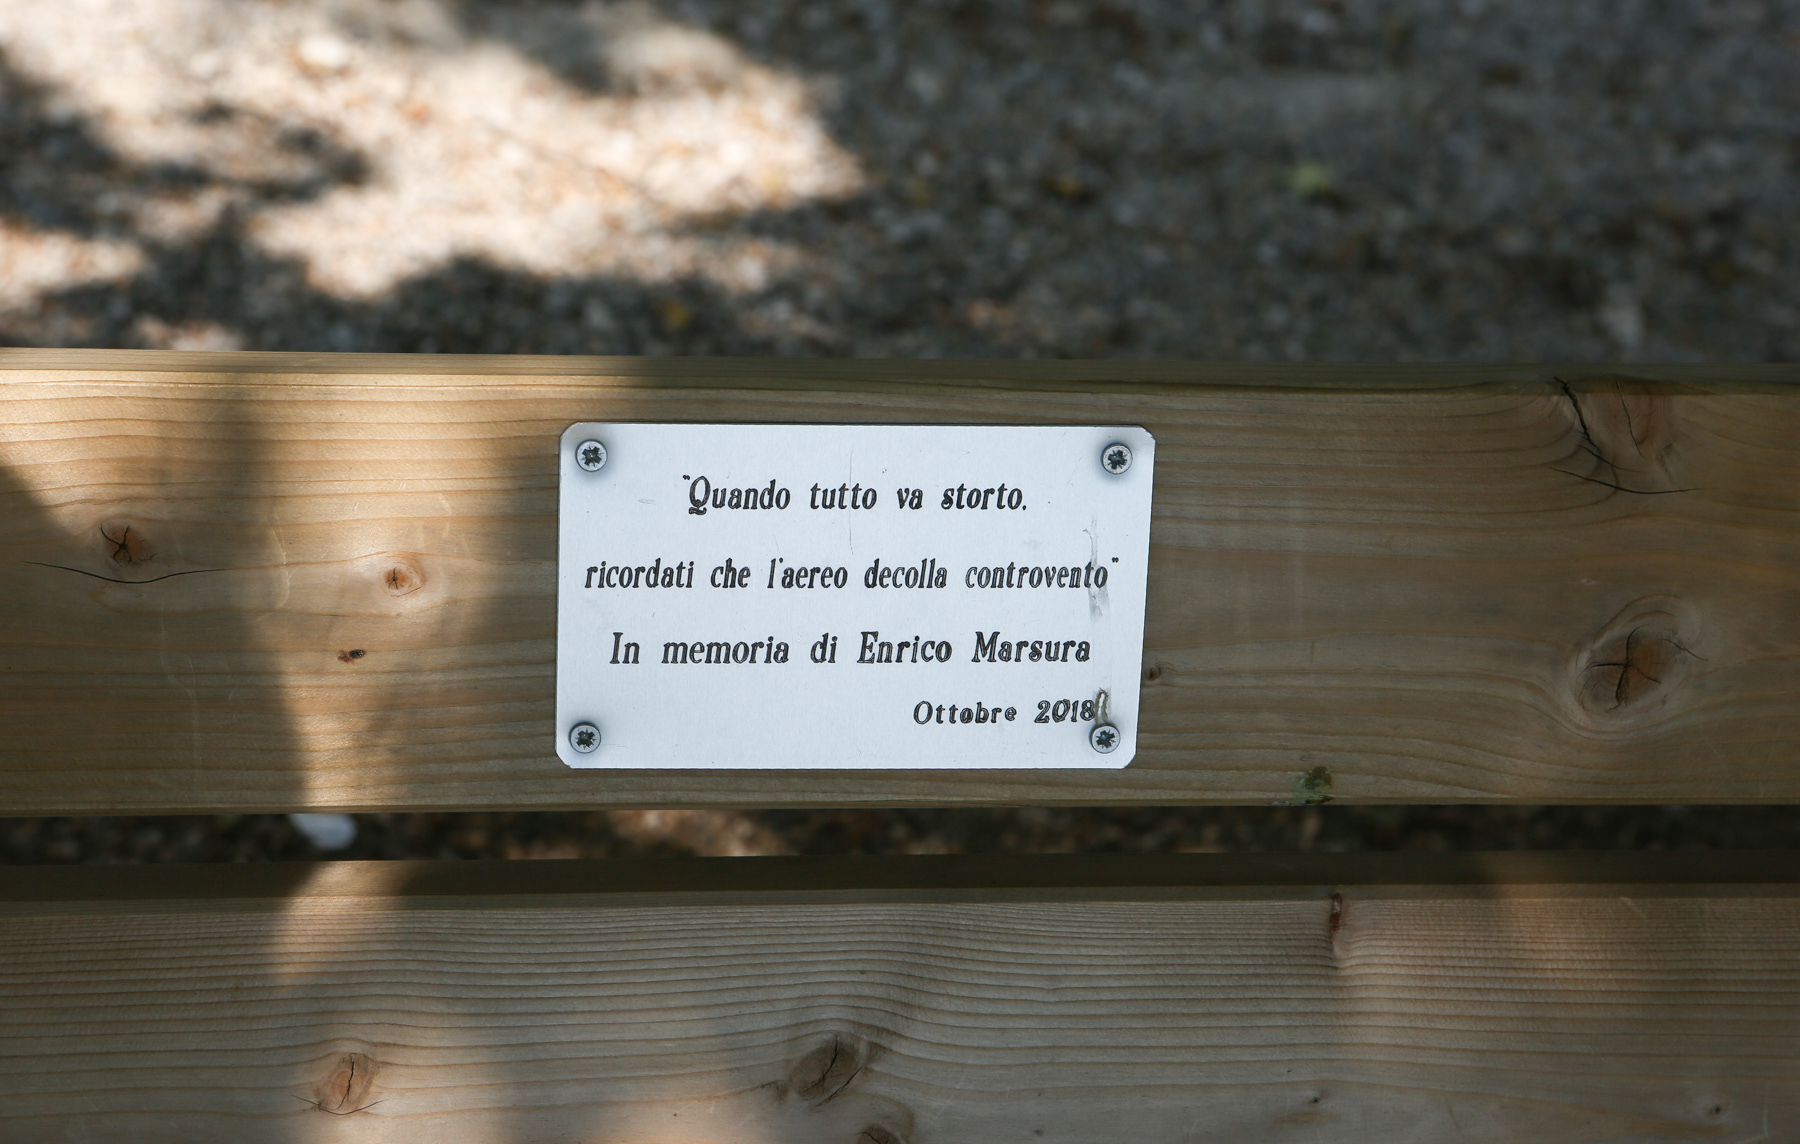 "Quando tutto va storto.
ricordati che l'aereo decolla controvento"
In memoria di Enrico Marsura
Ottobre 2018